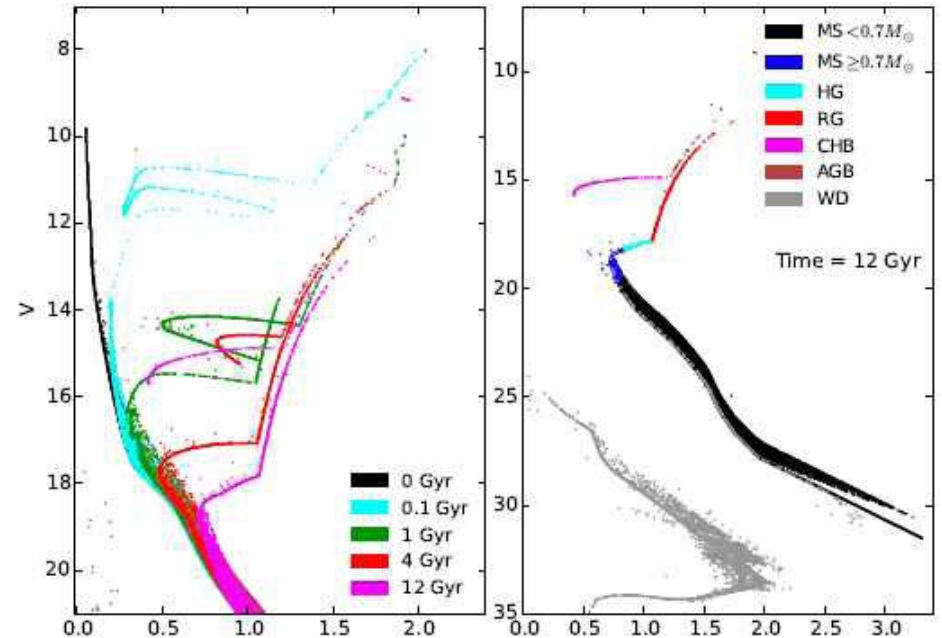 8
10
12
14
16
18
20
V
0 Gyr
0.1 Gyr
1 Gyr
4 Gyr
12 Gyr
0.0 0.5 1.0 1.5 2.0
10
15
20
25
30
35
MS <0.7M⊙
MS ≥0.7M⊙
HG
RG
CHB
AGB
WD
Time = 12 Gyr
0.0 0.5 1.0 1.5 2.0 2.5 3.0